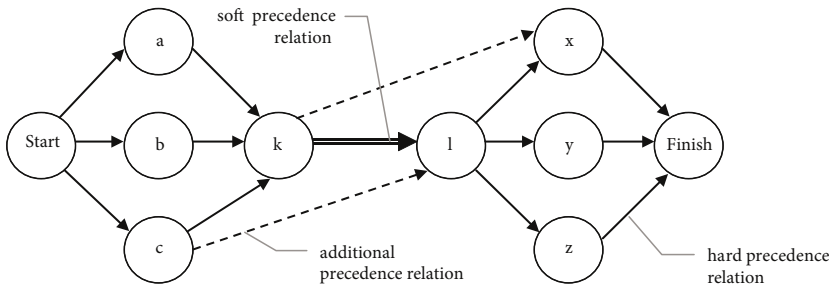 soft precedence
relation
a
x
Start
b
k
l
y
Finish
c
z
additional
precedence relation
hard precedence
relation